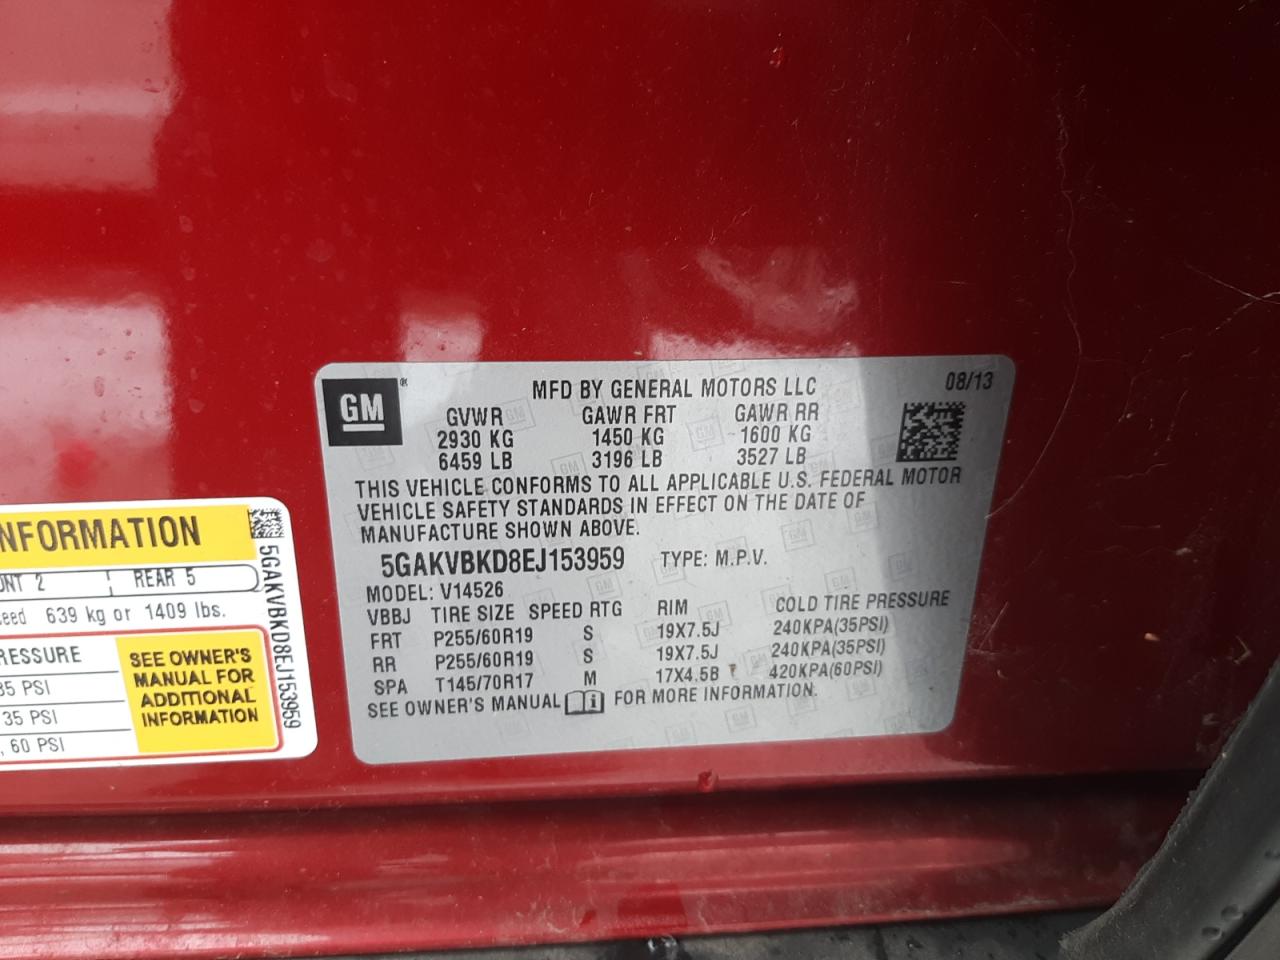 GM
®
MFD BY GENERAL MOTORS LLC
08/13
GVWR GAWR FRT GAWR RR
2930 KG 1450 KG 1600 KG
6459 LB 3196 LB 3527 LB
THIS VEHICLE CONFORMS TO ALL APPLICABLE U.S. FEDERAL MOTOR
VEHICLE SAFETY STANDARDS IN EFFECT ON THE DATE OF
MANUFACTURE SHOWN ABOVE.
5GAKVBKD8EJ153959 TYPE: M.P.V.
MODEL: V14526
VBBJ TIRE SIZE SPEED RTG RIM COLD TIRE PRESSURE
FRT P255/60R19 S 19X7.5J 240KPA(35PSI)
RR P255/60R19 S 19X7.5J 240KPA(35PSI)
SPA T145/70R17 M 17X4.5B 420KPA(60PSI)
SEE OWNER'S MANUAL i FOR MORE INFORMATION.
NFORMATION
NT 2 REAR 5
eed 639 kg or 1409 lbs.
RESSURE
35 PSI
35 PSI
, 60 PSI
SEE OWNER'S
MANUAL FOR
ADDITIONAL
INFORMATION
5GAKVBKD8EJ153959